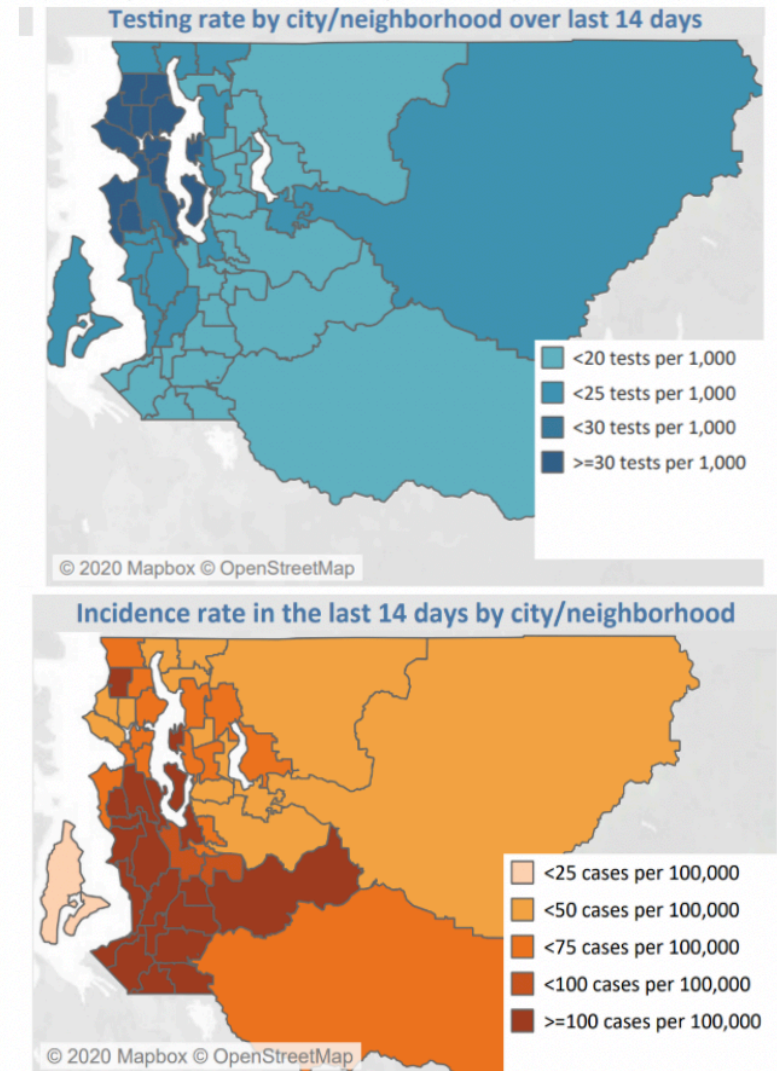 Testing rate by city/neighborhood over last 14 days
<20 tests per 1,000
<25 tests per 1,000
<30 tests per 1,000
>=30 tests per 1,000
© 2020 Mapbox © OpenStreetMap
Incidence rate in the last 14 days by city/neighborhood
<25 cases per 100,000
<50 cases per 100,000
<75 cases per 100,000
<100 cases per 100,000
>=100 cases per 100,000
© 2020 Mapbox © OpenStreetMap